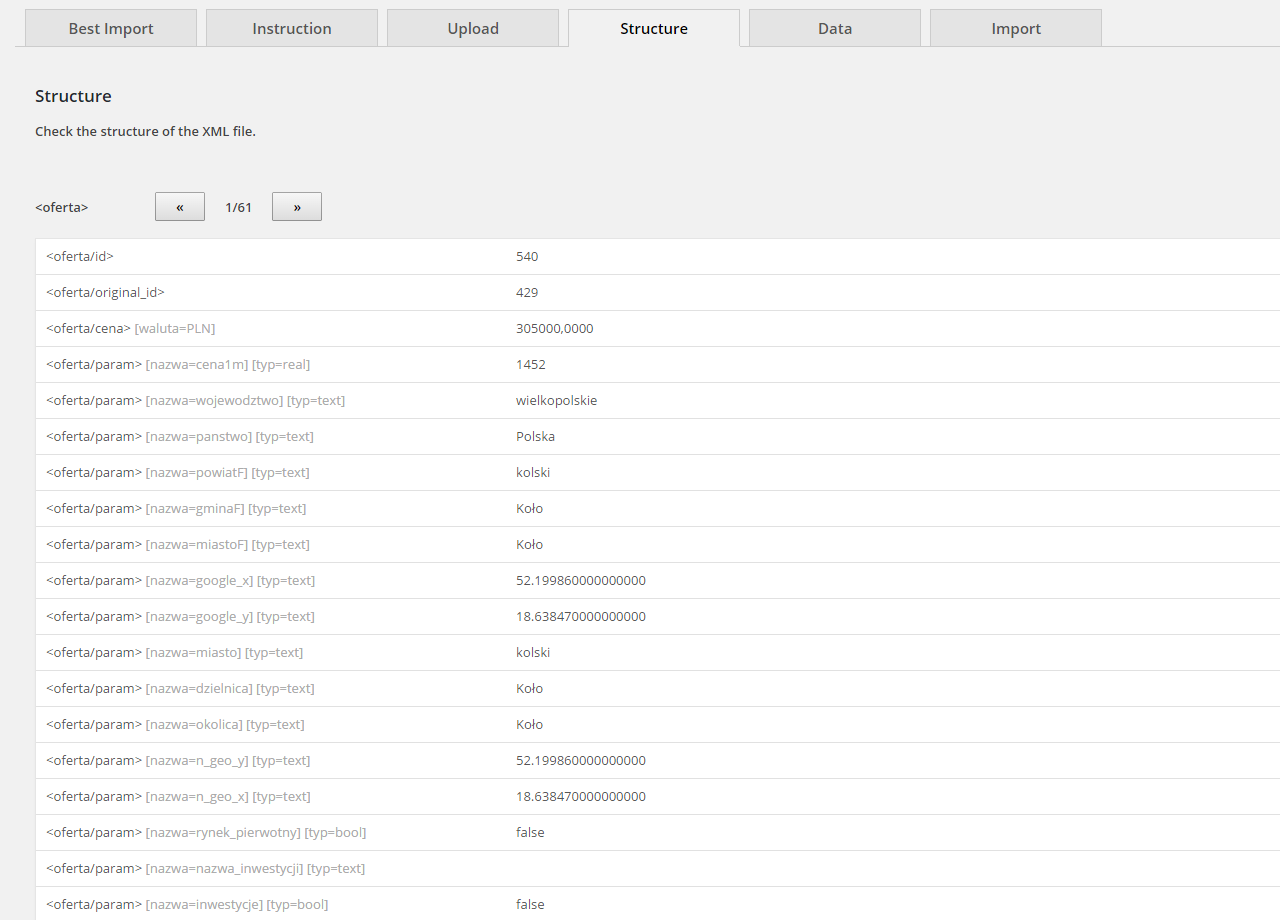 Best Import Instruction Upload Structure Data Import
Structure
Check the structure of the XML file.
<oferta> « 1/61 »
<oferta/id> 540
<oferta/original_id> 429
<oferta/cena> [waluta=PLN] 305000,0000
<oferta/param> [nazwa=cena1m] [typ=real] 1452
<oferta/param> [nazwa=wojewodztwo] [typ=text] wielkopolskie
<oferta/param> [nazwa=panstwo] [typ=text] Polska
<oferta/param> [nazwa=powiatF] [typ=text] kolski
<oferta/param> [nazwa=gminaF] [typ=text] Koło
<oferta/param> [nazwa=miastoF] [typ=text] Koło
<oferta/param> [nazwa=google_x] [typ=text] 52.199860000000000
<oferta/param> [nazwa=google_y] [typ=text] 18.638470000000000
<oferta/param> [nazwa=miasto] [typ=text] kolski
<oferta/param> [nazwa=dzielnica] [typ=text] Koło
<oferta/param> [nazwa=okolica] [typ=text] Koło
<oferta/param> [nazwa=n_geo_y] [typ=text] 52.199860000000000
<oferta/param> [nazwa=n_geo_x] [typ=text] 18.638470000000000
<oferta/param> [nazwa=rynek_pierwotny] [typ=bool] false
<oferta/param> [nazwa=nazwa_inwestycji] [typ=text]
<oferta/param> [nazwa=inwestycje] [typ=bool] false